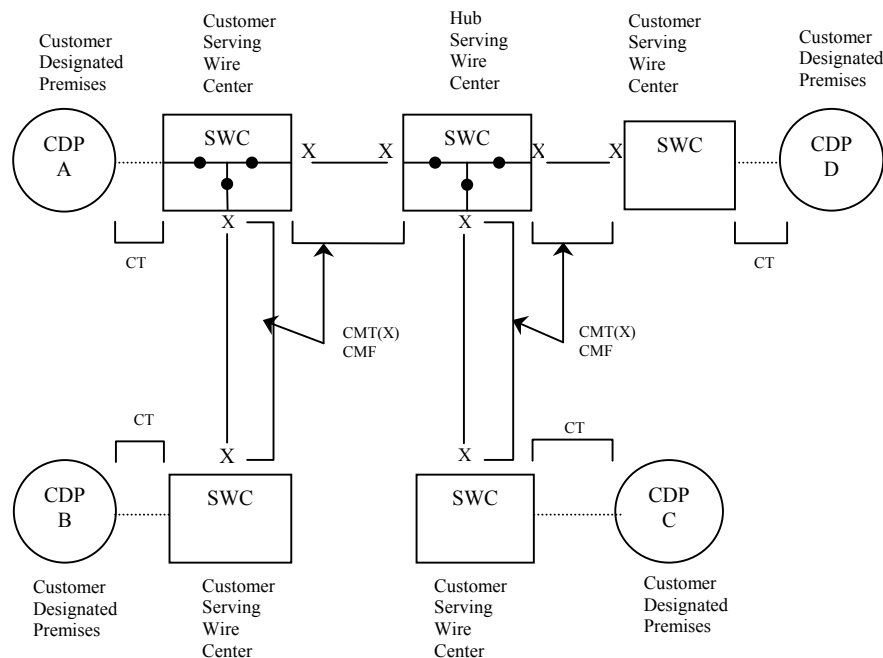 Customer
Designated
Premises
Customer
Serving
Wire
Center
Hub
Serving
Wire
Center
Customer
Serving
Wire
Center
Customer
Designated
Premises
CDP
A
SWC
X
X
SWC
X
X
SWC
CDP
D
CT
X
X
CT
CMT(X)
CMF
CMT(X)
CMF
CT
CT
X
X
CDP
B
SWC
SWC
CDP
C
Customer
Designated
Premises
Customer
Serving
Wire
Center
Customer
Serving
Wire
Center
Customer
Designated
Premises